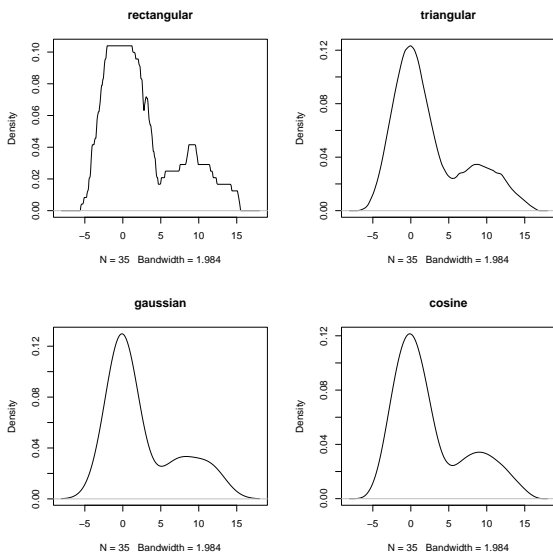 rectangular
Density
0.00 0.02 0.04 0.06 0.08 0.10
−5 0 5 10 15
N = 35 Bandwidth = 1.984
triangular
Density
0.00 0.04 0.08 0.12
−5 0 5 10 15
N = 35 Bandwidth = 1.984
gaussian
Density
0.00 0.04 0.08 0.12
−5 0 5 10 15
N = 35 Bandwidth = 1.984
cosine
Density
0.00 0.04 0.08 0.12
−5 0 5 10 15
N = 35 Bandwidth = 1.984